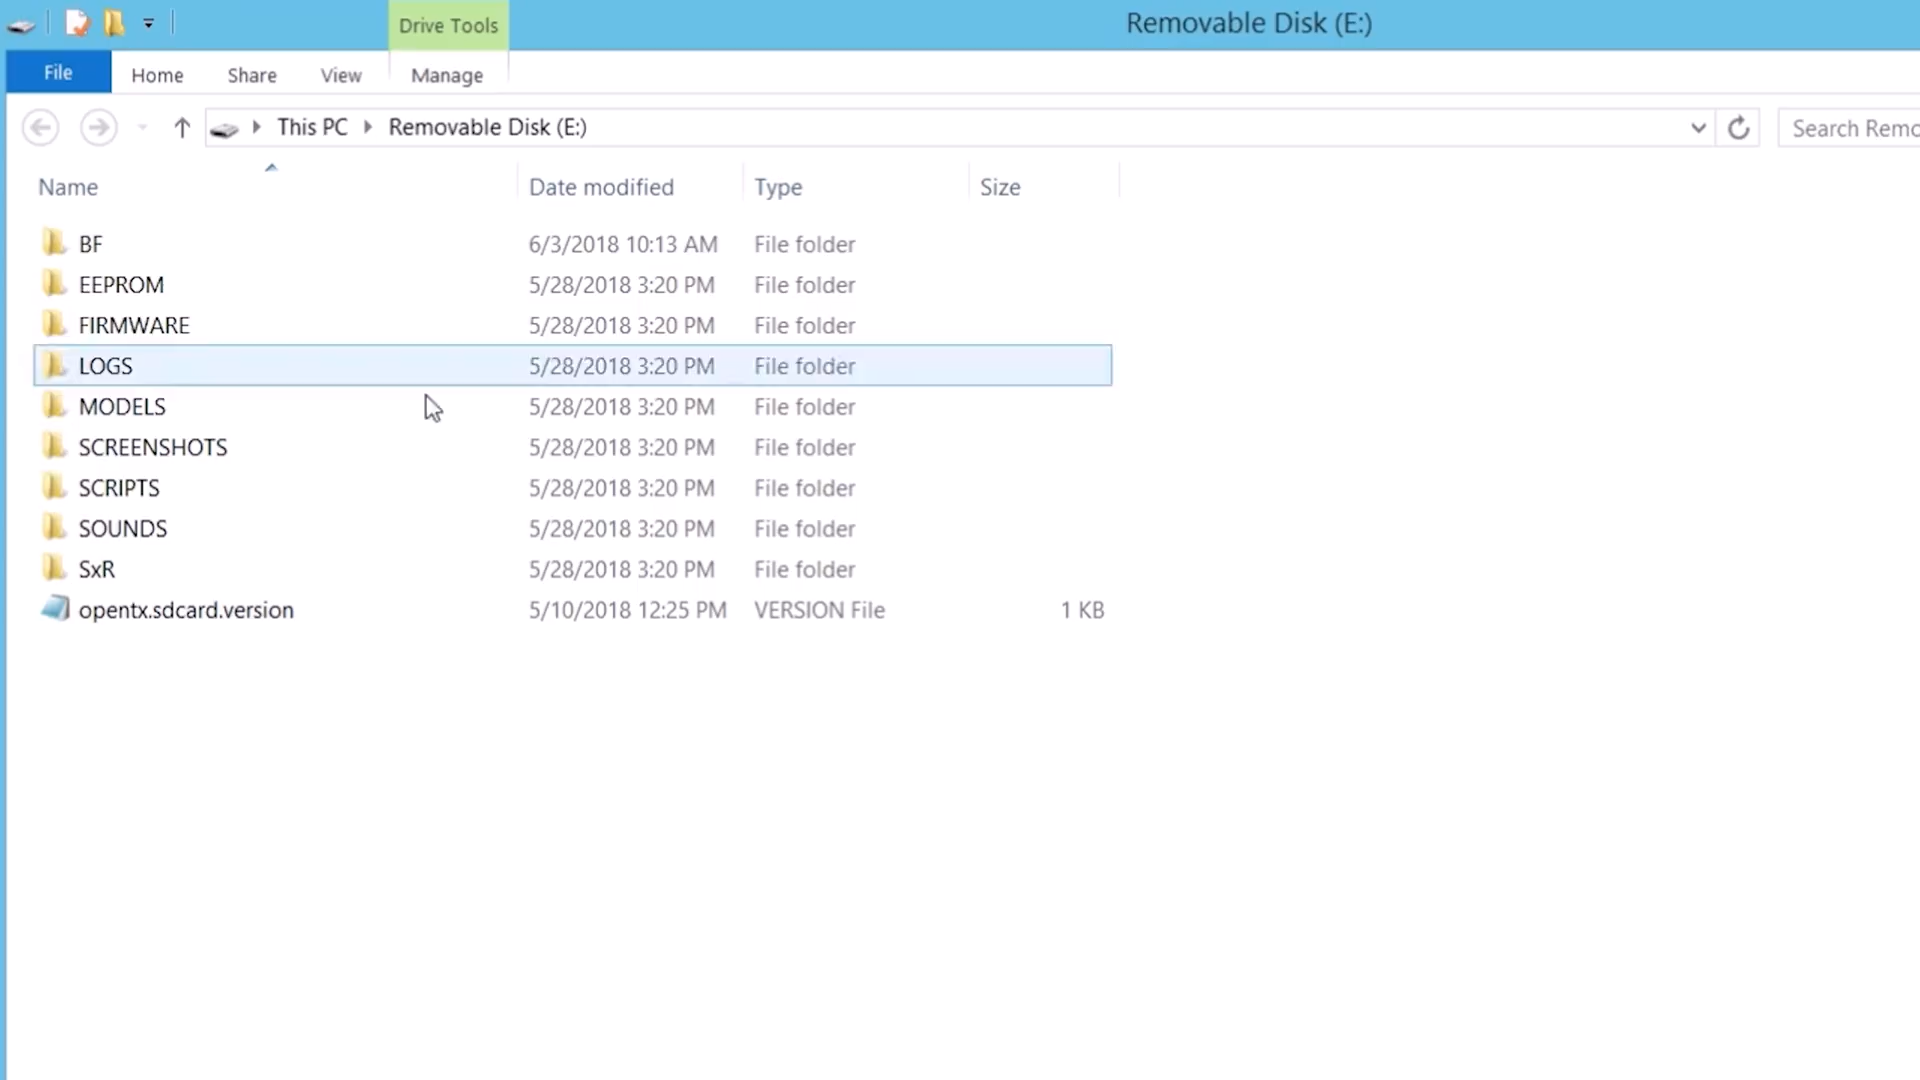 Drive Tools
Removable Disk (E:)
File Home Share View Manage
This PC Removable Disk (E:)
Search Remo
Name Date modified Type Size
BF 6/3/2018 10:13 AM File folder
EEPROM 5/28/2018 3:20 PM File folder
FIRMWARE 5/28/2018 3:20 PM File folder
LOGS 5/28/2018 3:20 PM File folder
MODELS 5/28/2018 3:20 PM File folder
SCREENSHOTS 5/28/2018 3:20 PM File folder
SCRIPTS 5/28/2018 3:20 PM File folder
SOUNDS 5/28/2018 3:20 PM File folder
SxR 5/28/2018 3:20 PM File folder
opentx.sdcard.version 5/10/2018 12:25 PM VERSION File 1 KB